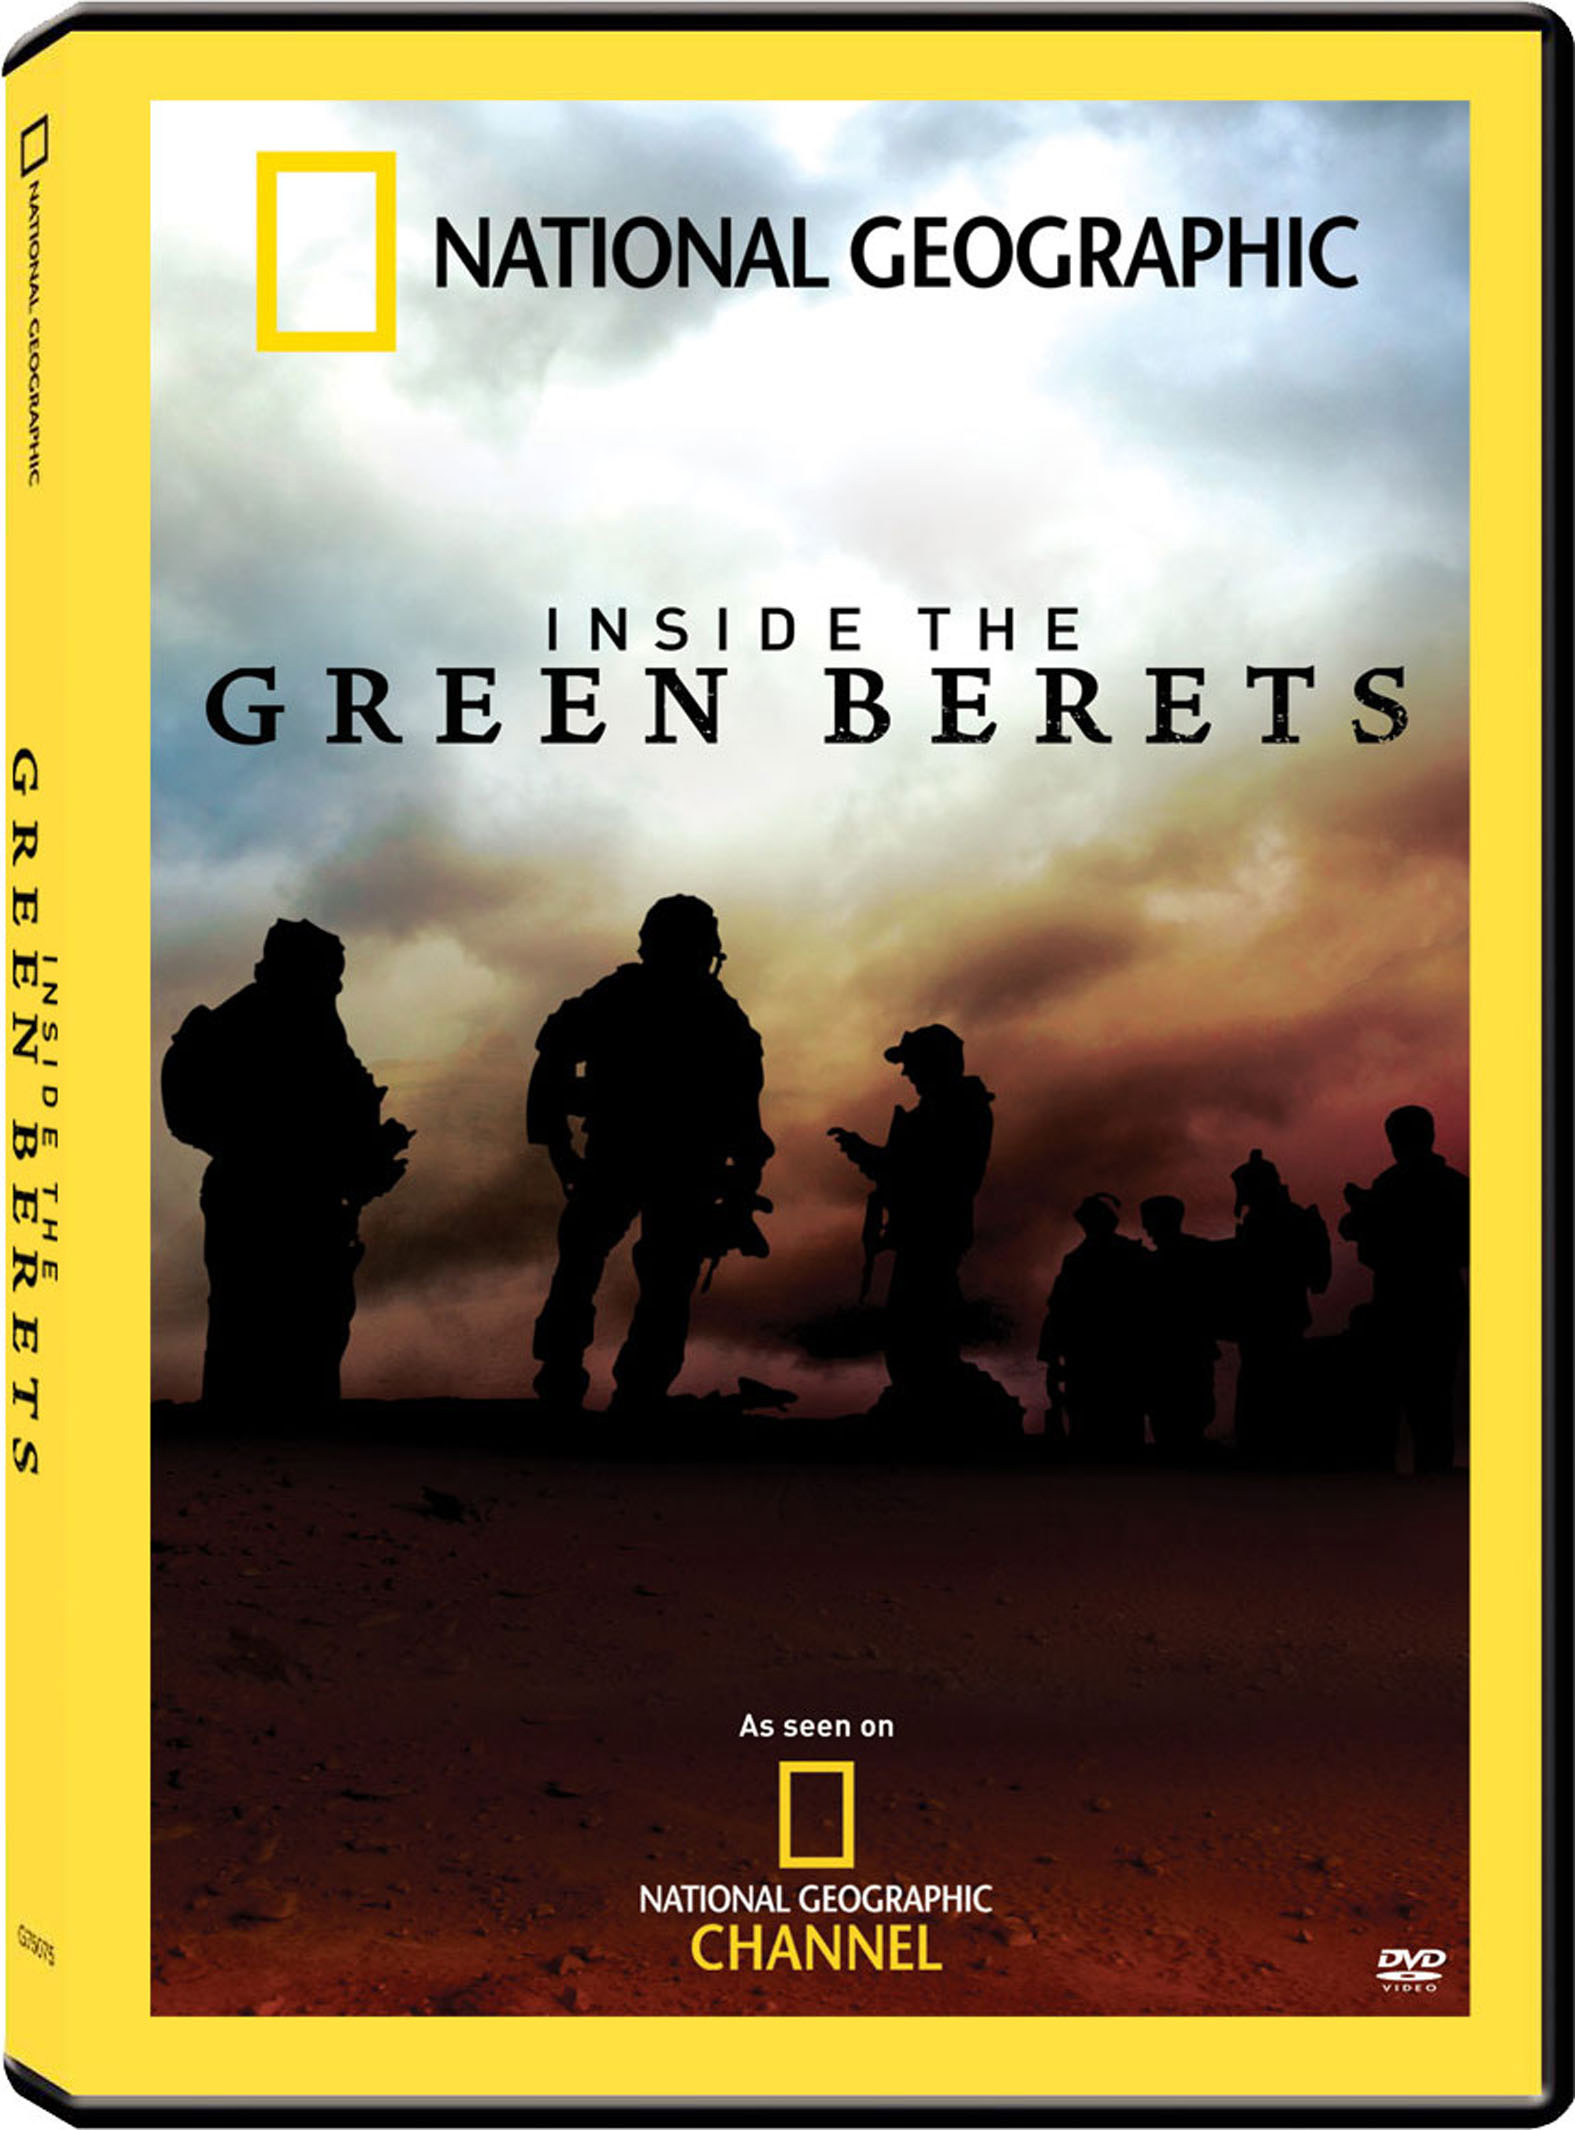 NATIONAL GEOGRAPHIC
INSIDE THE
GREEN BERETS
As seen on
NATIONAL GEOGRAPHIC
CHANNEL
DVD
VIDEO
NATIONAL GEOGRAPHIC
INSIDE THE
GREEN BERETS
G75075